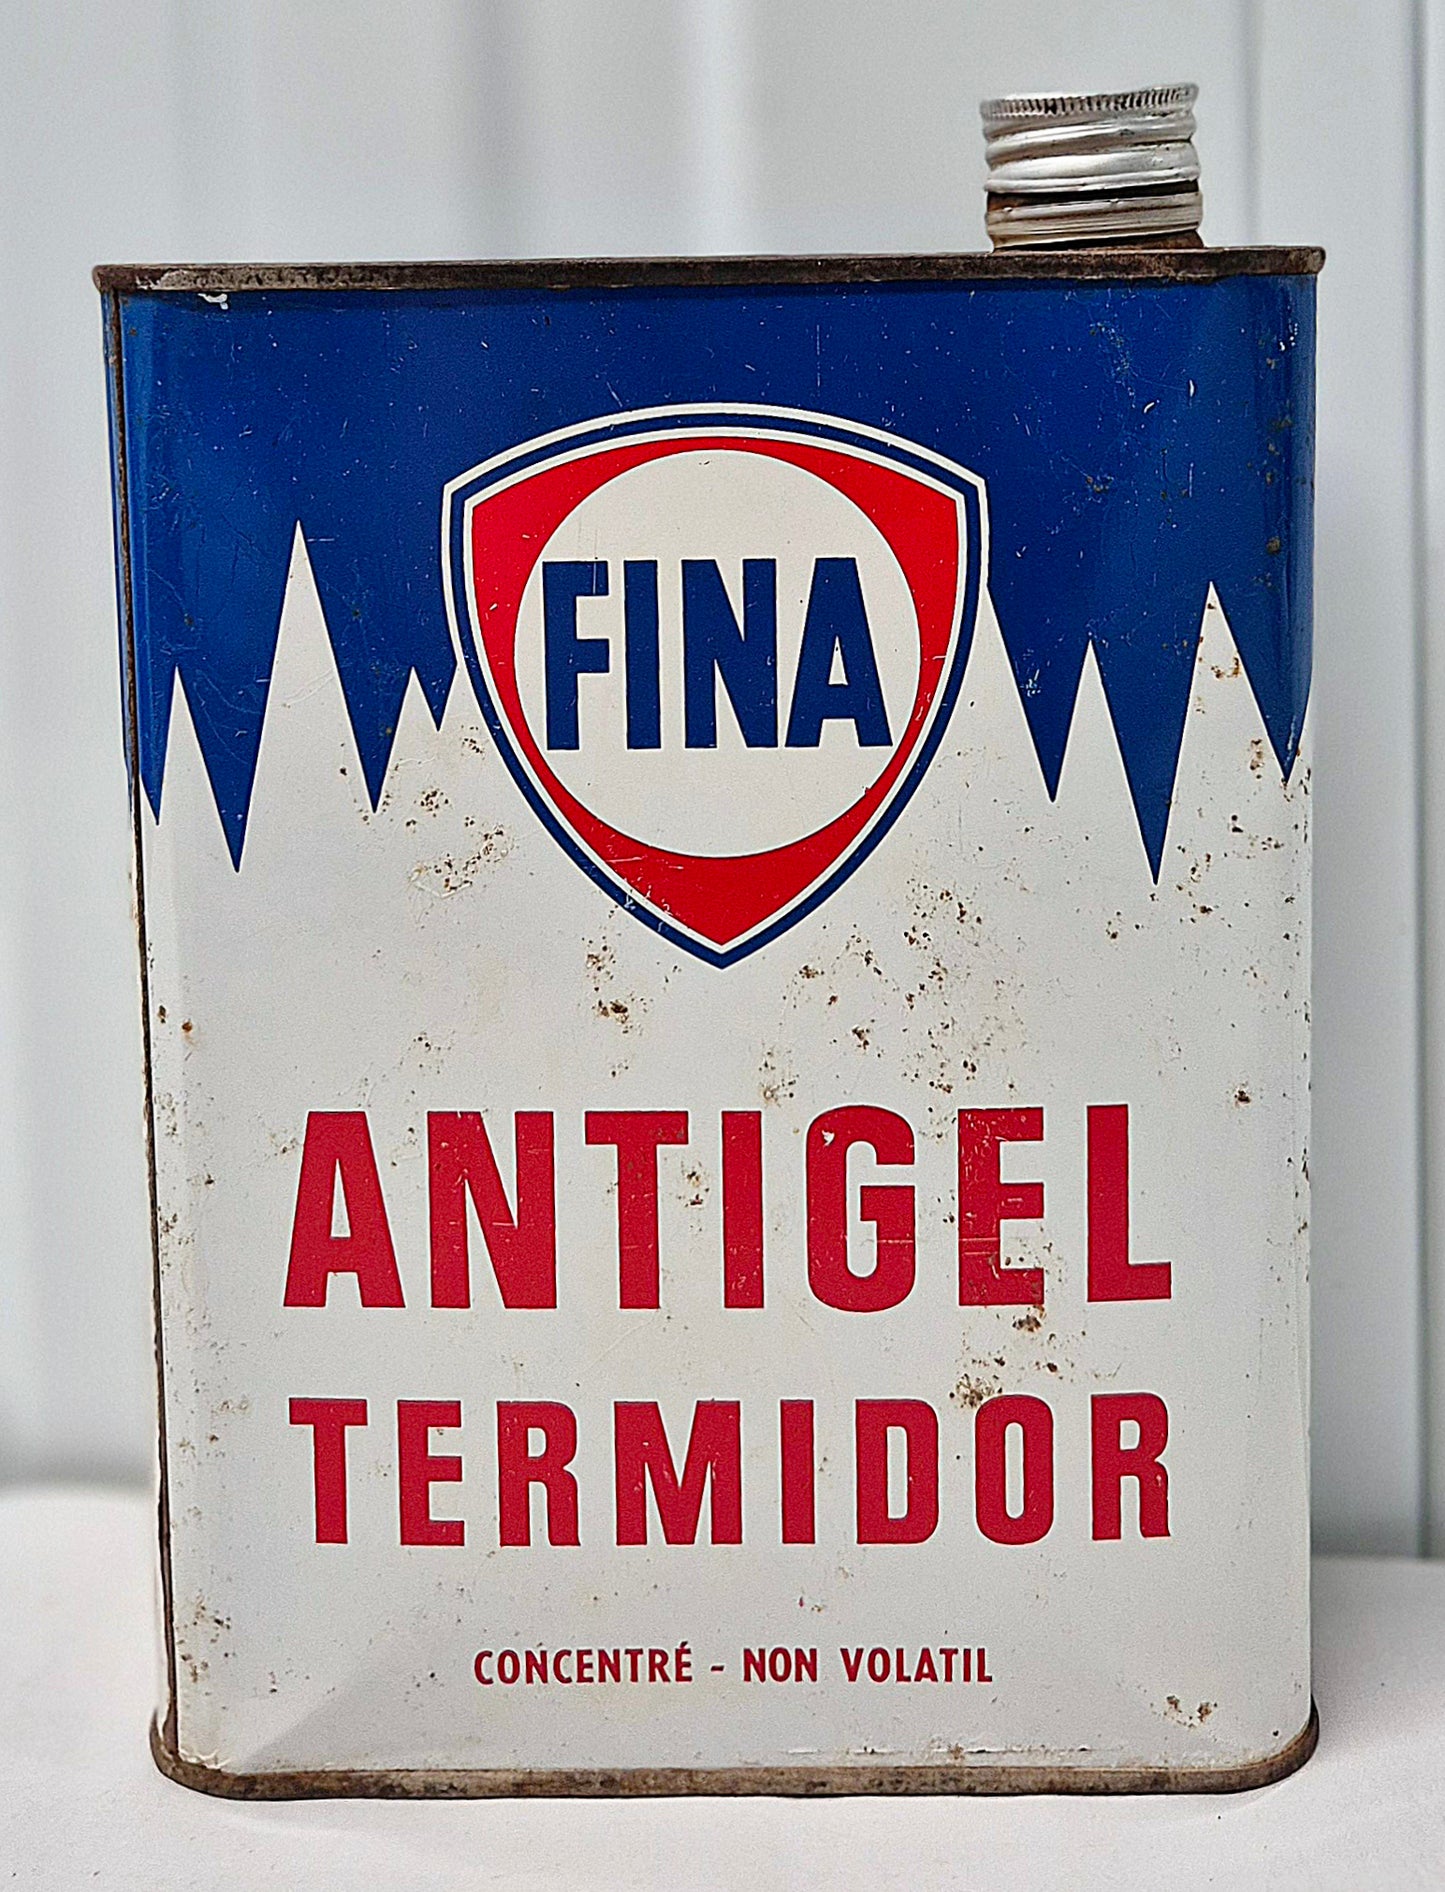 FINA
ANTIGEL
TERMIDOR
CONCENTRÉ - NON VOLATIL